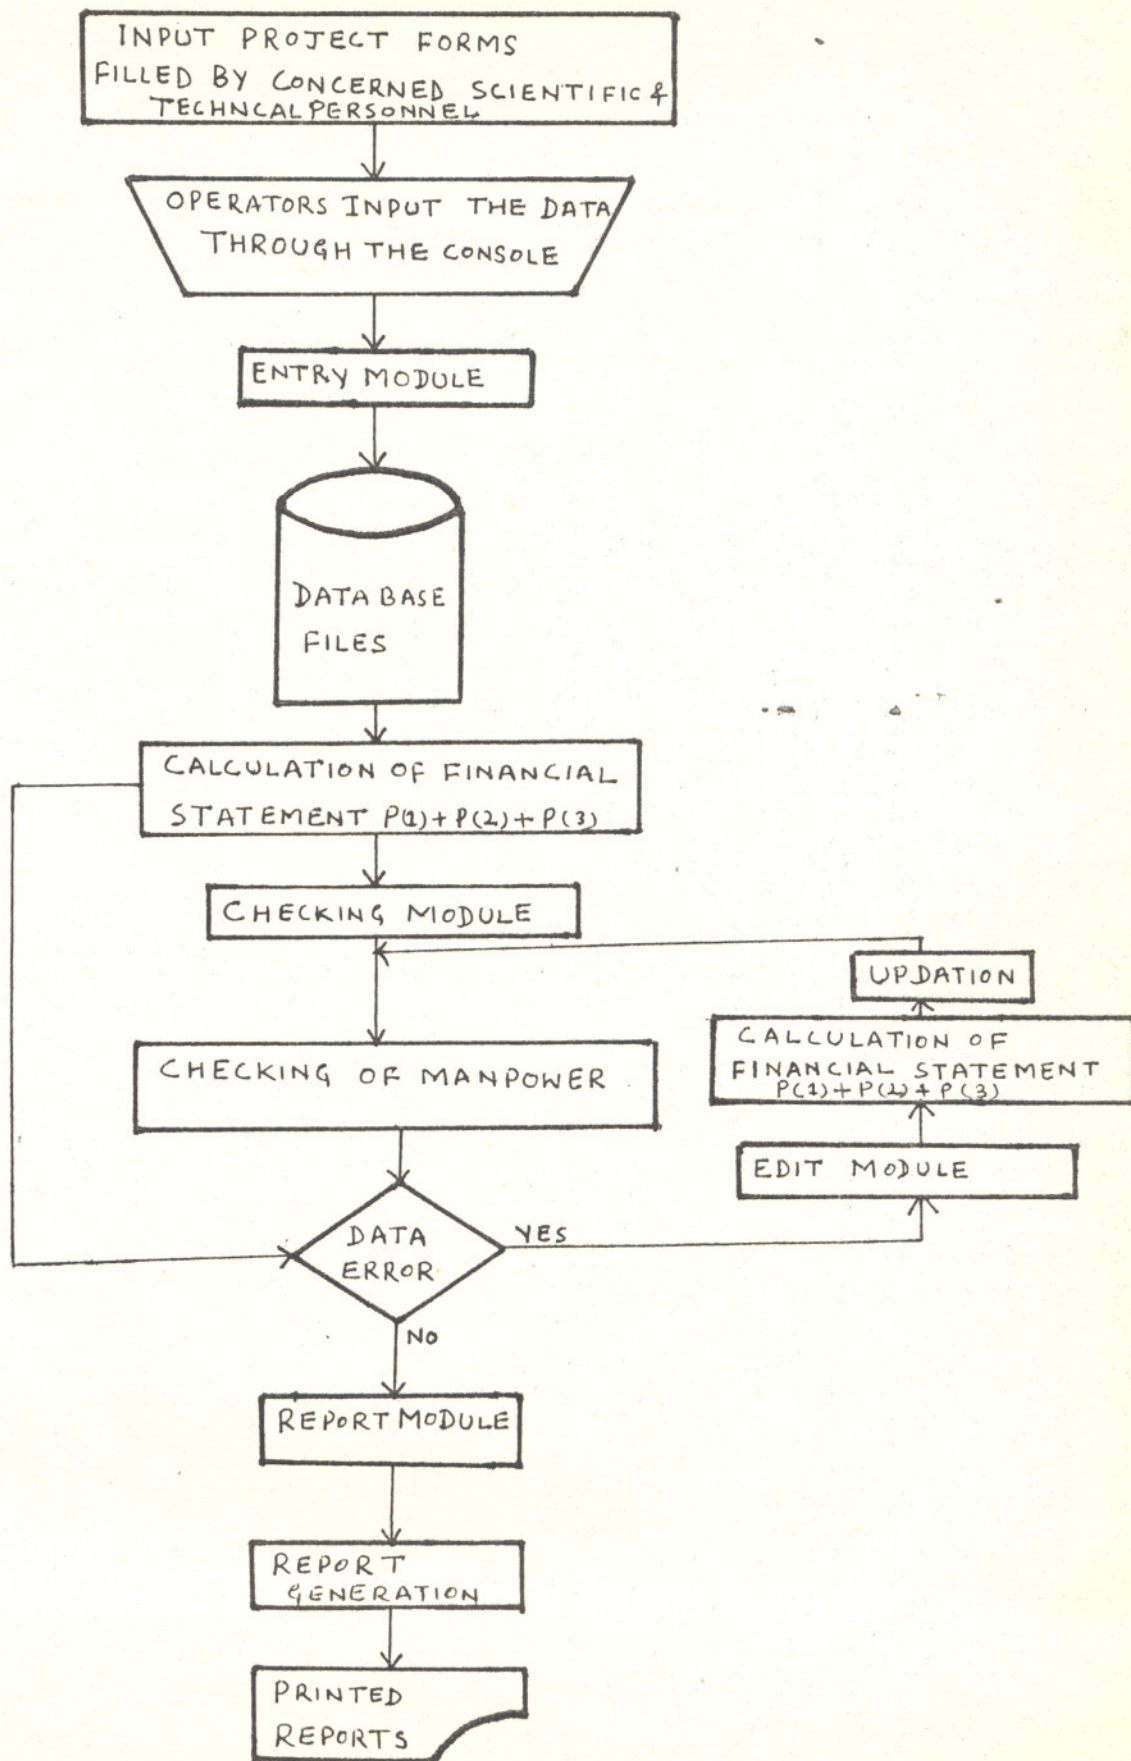 INPUT PROJECT FORMS
FILLED BY CONCERNED SCIENTIFIC &
TECHNCAL PERSONNEL
OPERATORS INPUT THE DATA
THROUGH THE CONSOLE
ENTRY MODULE
DATA BASE
FILES
CALCULATION OF FINANCIAL
STATEMENT P(1)+P(2)+P(3)
CHECKING MODULE
UPDATION
CALCULATION OF
FINANCIAL STATEMENT
P(1)+P(2)+P(3)
CHECKING OF MANPOWER
EDIT MODULE
DATA
ERROR
YES
NO
REPORT MODULE
REPORT
GENERATION
PRINTED
REPORTS